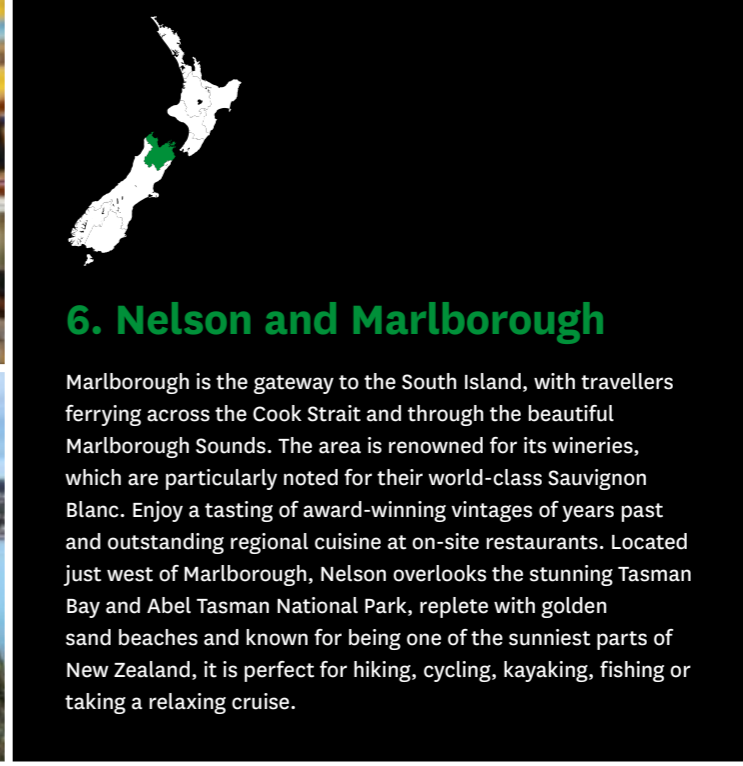 6. Nelson and Marlborough
Marlborough is the gateway to the South Island, with travellers
ferrying across the Cook Strait and through the beautiful
Marlborough Sounds. The area is renowned for its wineries,
which are particularly noted for their world-class Sauvignon
Blanc. Enjoy a tasting of award-winning vintages of years past
and outstanding regional cuisine at on-site restaurants. Located
just west of Marlborough, Nelson overlooks the stunning Tasman
Bay and Abel Tasman National Park, replete with golden
sand beaches and known for being one of the sunniest parts of
New Zealand, it is perfect for hiking, cycling, kayaking, fishing or
taking a relaxing cruise.